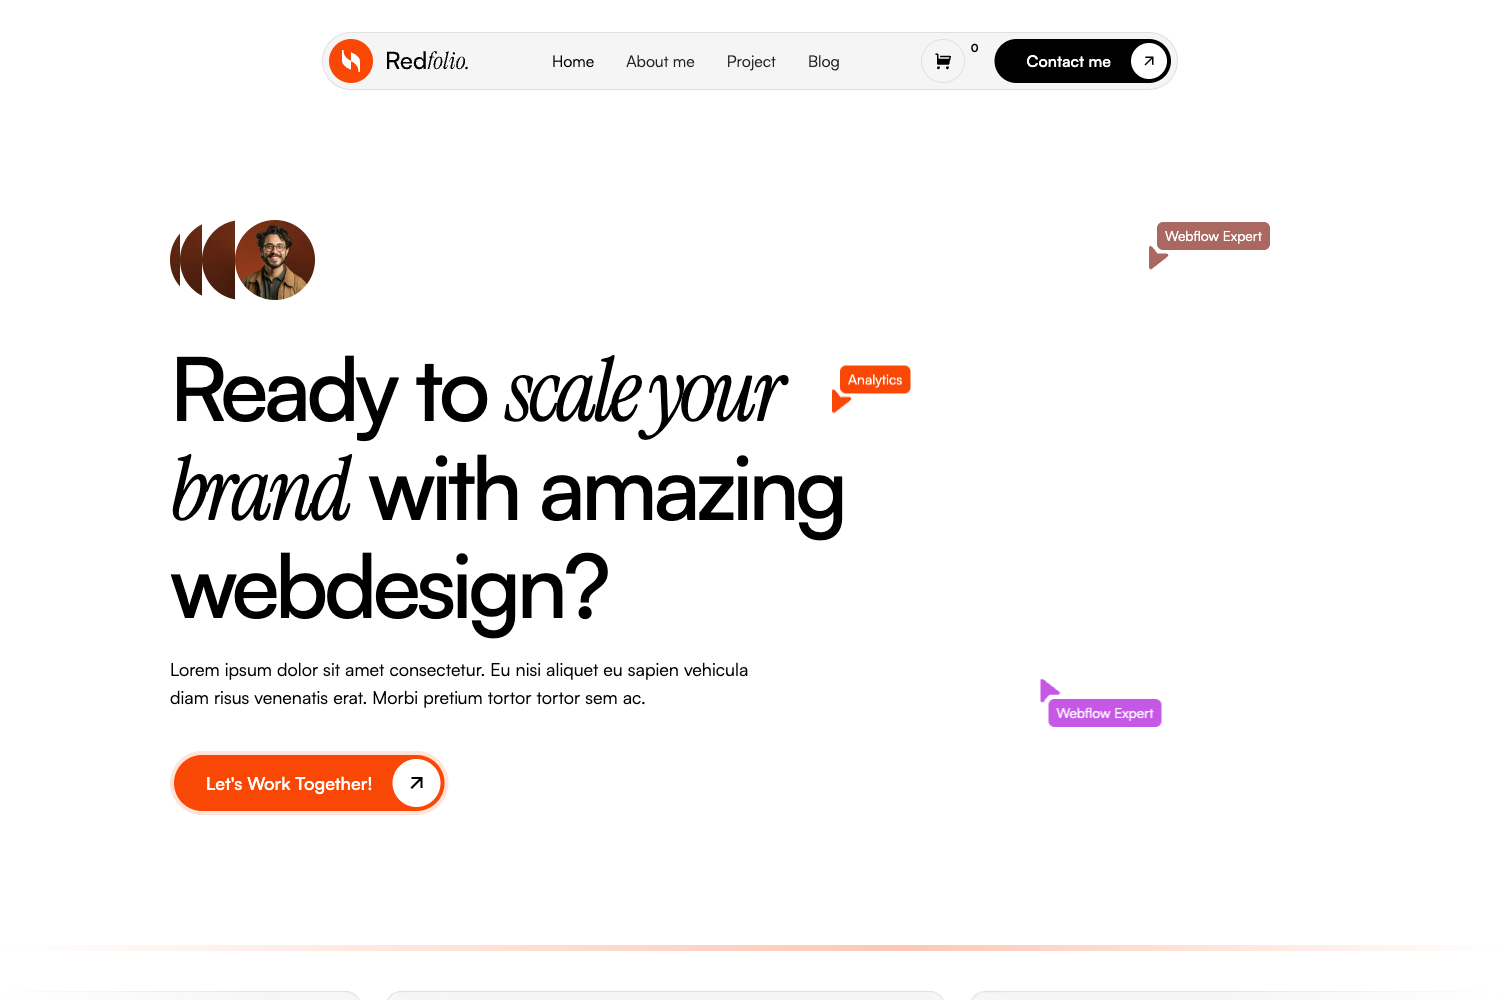 Redfolio.
Home
About me
Project
Blog
0
Contact me
Webflow Expert
Ready to scale your
Analytics
brand with amazing
webdesign?
Lorem ipsum dolor sit amet consectetur. Eu nisi aliquet eu sapien vehicula
diam risus venenatis erat. Morbi pretium tortor tortor sem ac.
Webflow Expert
Let's Work Together!